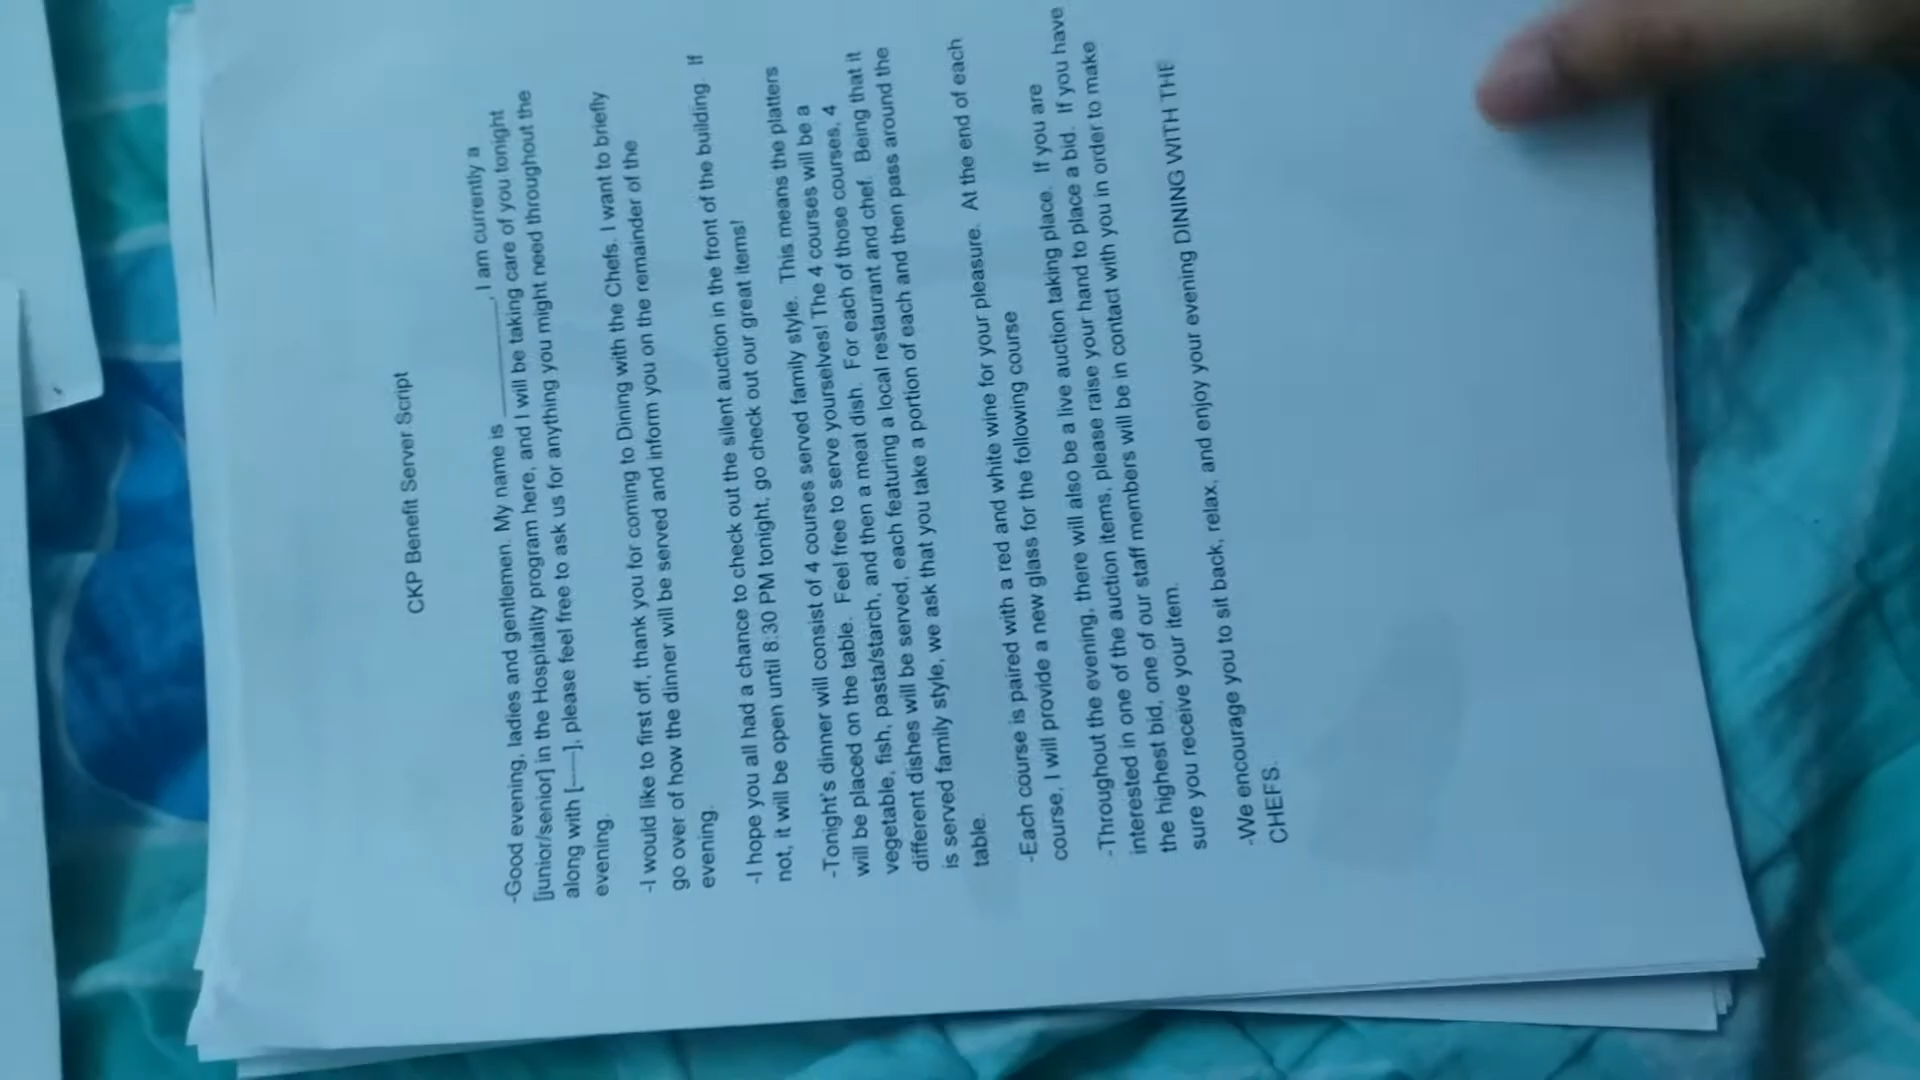 CKP Benefit Server Script
-Good evening, ladies and gentlemen. My name is ________, I am currently a
[junior/senior] in the Hospitality program here, and I will be taking care of you tonight
along with [----], please feel free to ask us for anything you might need throughout the
evening.
-I would like to first off, thank you for coming to Dining with the Chefs. I want to briefly
go over of how the dinner will be served and inform you on the remainder of the
evening.
-I hope you all had a chance to check out the silent auction in the front of the building. If
not, it will be open until 8:30 PM tonight, go check out our great items!
-Tonight's dinner will consist of 4 courses served family style. This means the platters
will be placed on the table. Feel free to serve yourselves! The 4 courses will be a
vegetable, fish, pasta/starch, and then a meat dish. For each of those courses, 4
different dishes will be served, each featuring a local restaurant and chef. Being that it
is served family style, we ask that you take a portion of each and then pass around the
table.
-Each course is paired with a red and white wine for your pleasure. At the end of each
course, I will provide a new glass for the following course
-Throughout the evening, there will also be a live auction taking place. If you are
interested in one of the auction items, please raise your hand to place a bid. If you have
the highest bid, one of our staff members will be in contact with you in order to make
sure you receive your item.
-We encourage you to sit back, relax, and enjoy your evening DINING WITH THE
CHEFS.